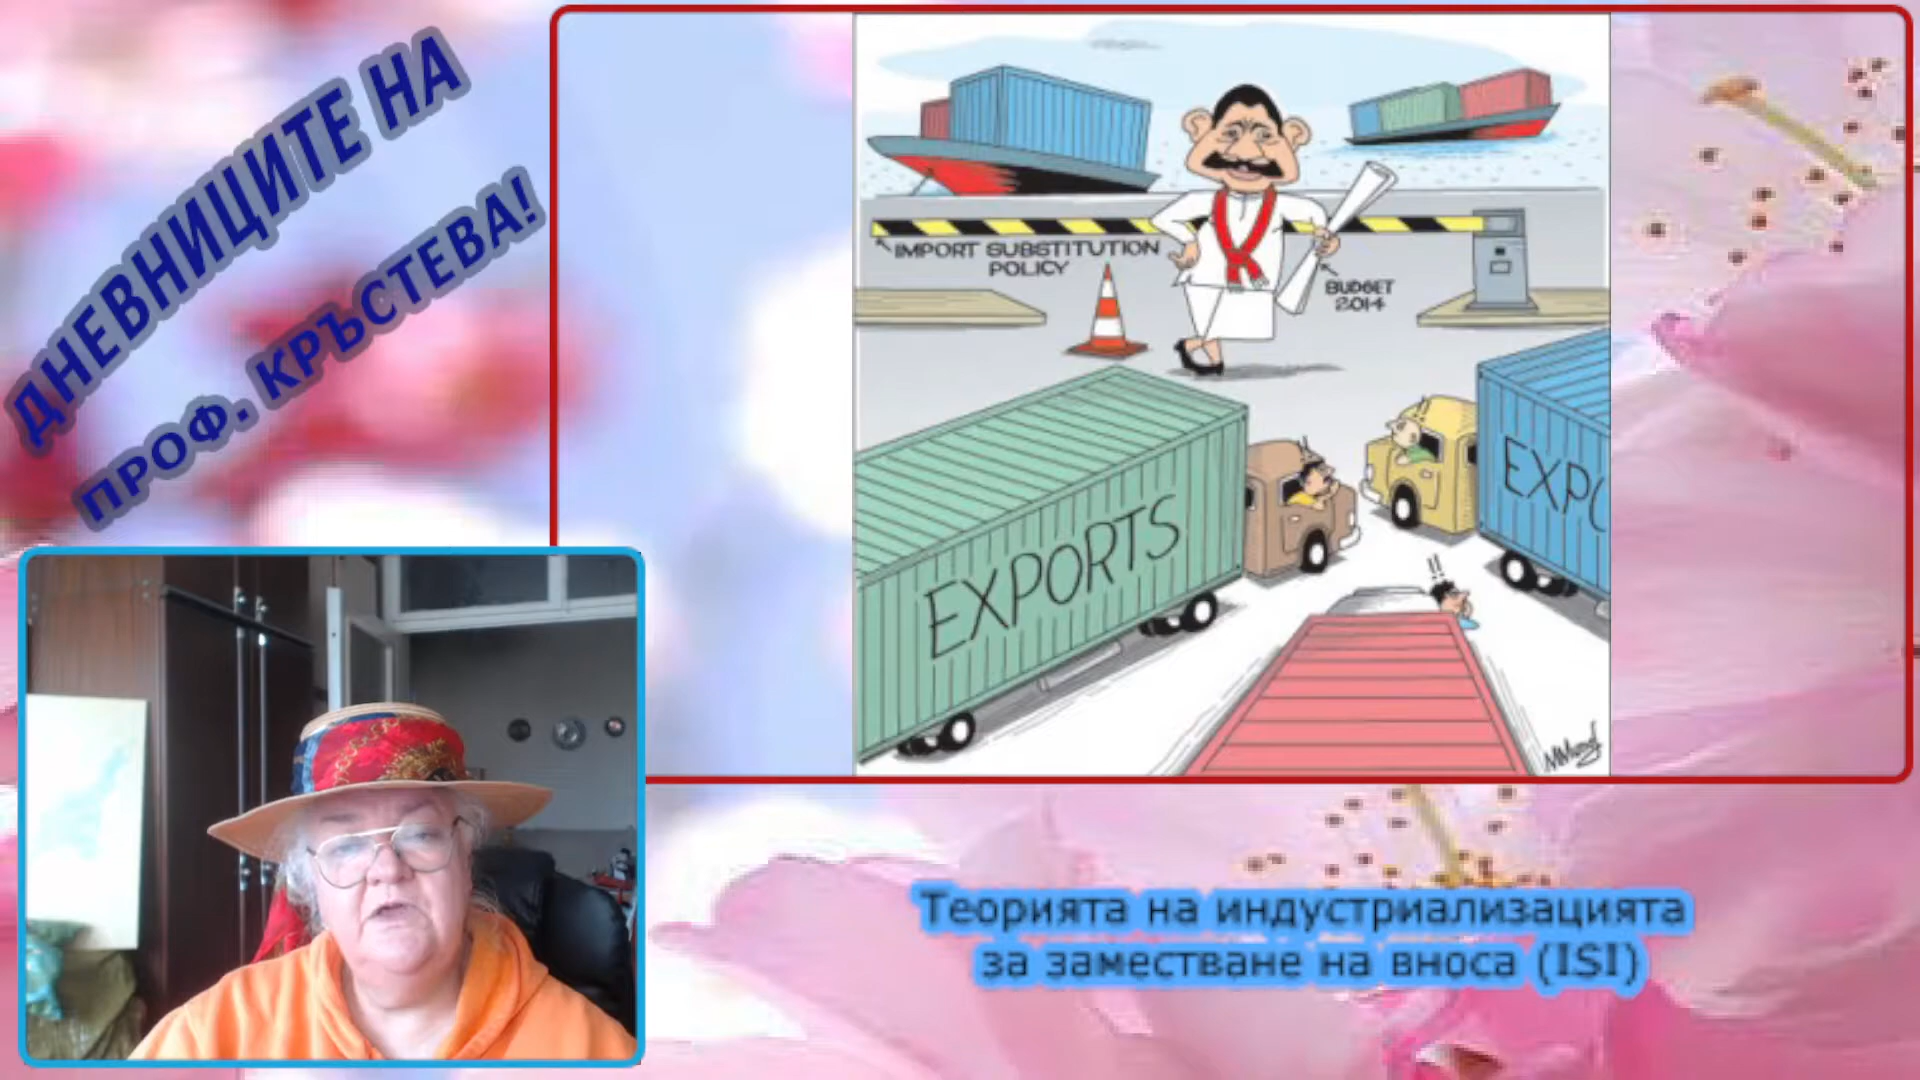 ДНЕВНИЦИТЕ НА
ПРОФ. КРЪСТЕВА!
IMPORT SUBSTITUTION
POLICY
BUDGET
2014
EXPORTS
EXPO
Теорията на индустриализацията
за заместване на вноса (ISI)